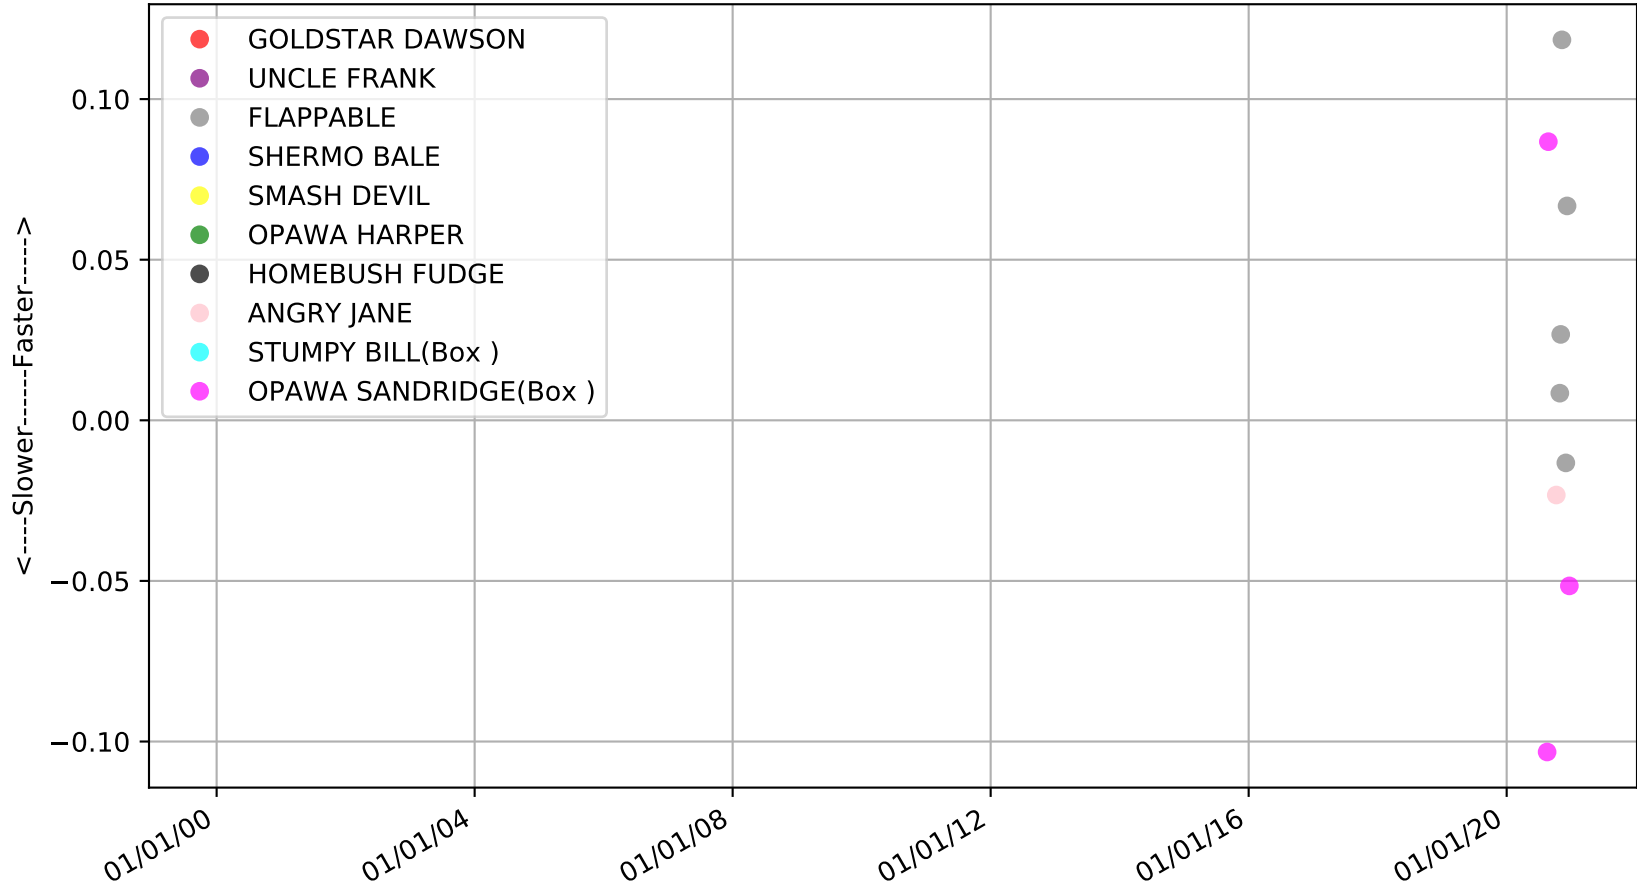 GOLDSTAR DAWSON
UNCLE FRANK
FLAPPABLE
SHERMO BALE
SMASH DEVIL
OPAWA HARPER
HOMEBUSH FUDGE
ANGRY JANE
STUMPY BILL(Box )
OPAWA SANDRIDGE(Box )
<----Slower-------Faster----->
0.10
0.05
0.00
−0.05
−0.10
01/01/00
01/01/04
01/01/08
01/01/12
01/01/16
01/01/20